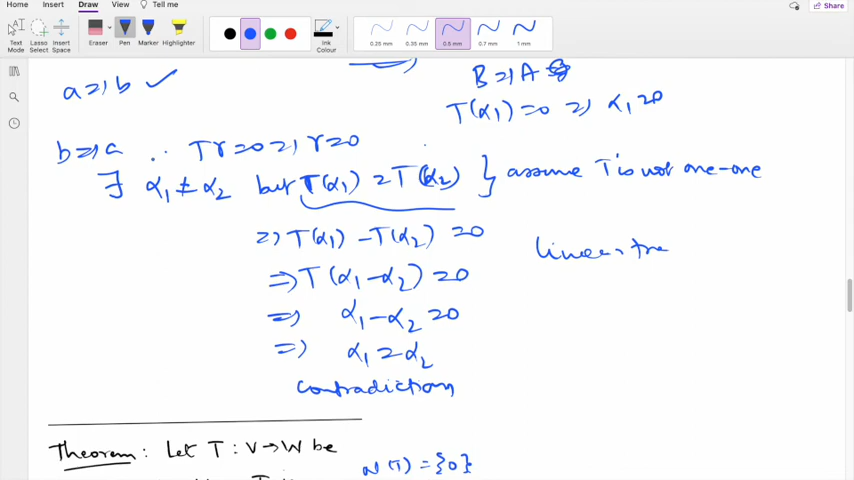 Home Insert Draw View Tell me
Share
Text Mode
Lasso Select
Insert Space
Eraser
Pen
Marker
Highlighter
Ink Colour
0.25 mm
0.35 mm
0.5 mm
0.7 mm
1 mm
a ⇒ b ✓
B ⇒ A
T(α₁) = 0 ⇒ α₁ = 0
b ⇒ a ∴ Tγ = 0 ⇒ γ = 0
∃ α₁ ≠ α₂ but T(α₁) = T(α₂) } assume T is not one-one
⇒ T(α₁) - T(α₂) = 0
linear tra
⇒ T(α₁ - α₂) = 0
⇒ α₁ - α₂ = 0
⇒ α₁ = α₂
contradiction
Theorem: Let T : V → W be
N(T) = {0}